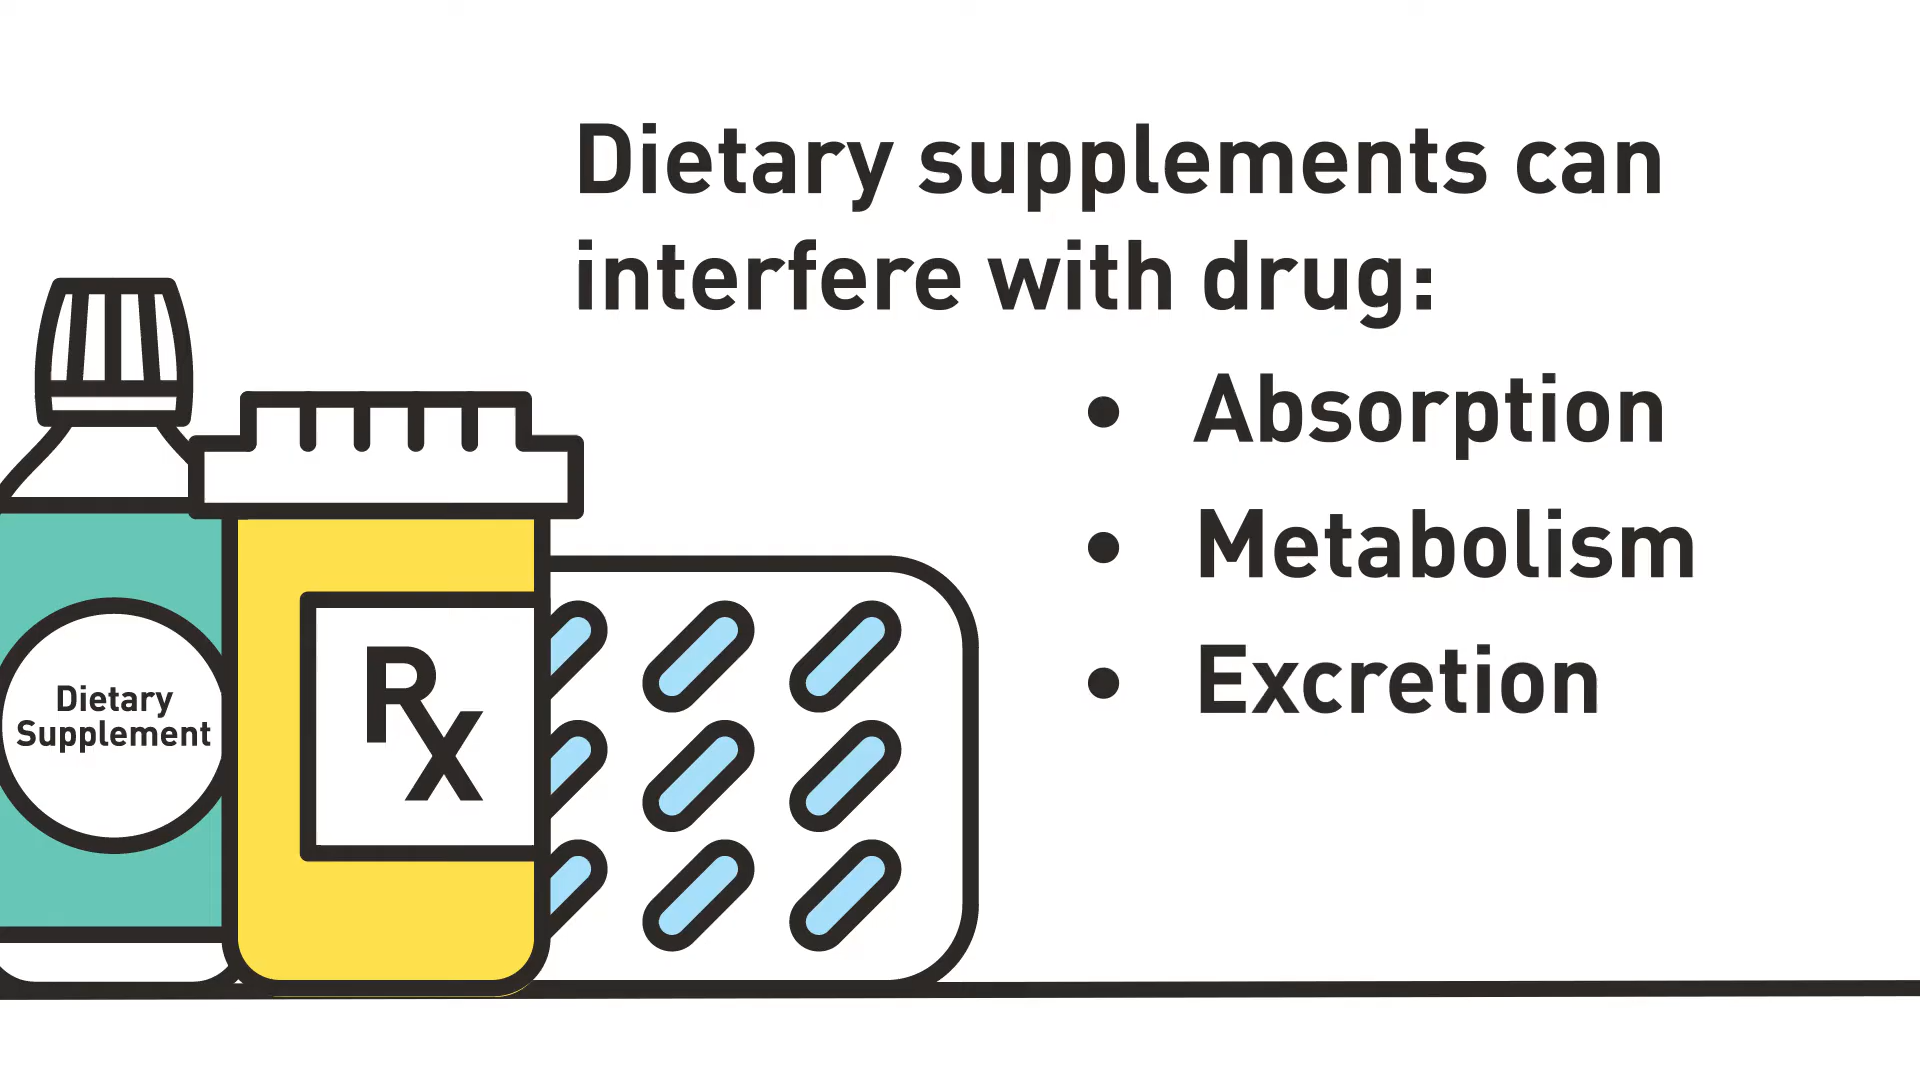 Dietary supplements can
interfere with drug:
• Absorption
• Metabolism
• Excretion
Dietary
Supplement
Rx